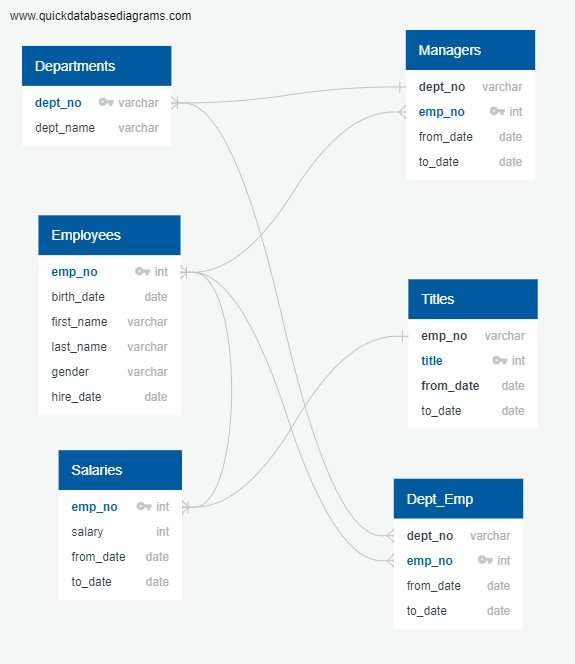 www.quickdatabasediagrams.com
Departments
dept_no varchar
dept_name varchar
Managers
dept_no varchar
emp_no int
from_date date
to_date date
Employees
emp_no int
birth_date date
first_name varchar
last_name varchar
gender varchar
hire_date date
Titles
emp_no varchar
title int
from_date date
to_date date
Salaries
emp_no int
salary int
from_date date
to_date date
Dept_Emp
dept_no varchar
emp_no int
from_date date
to_date date